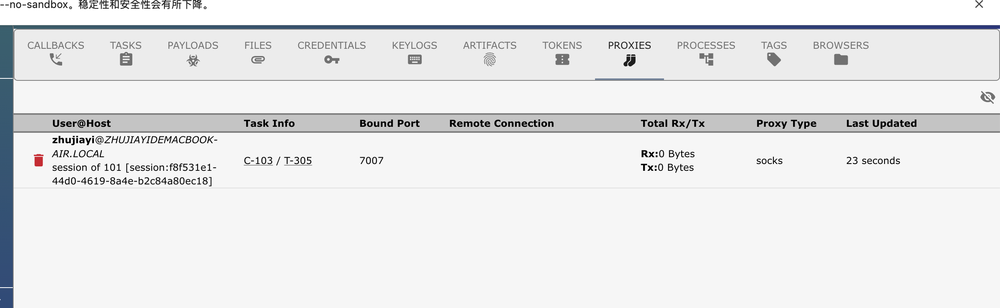 --no-sandbox。稳定性和安全性会有所下降。
CALLBACKS TASKS PAYLOADS FILES CREDENTIALS KEYLOGS ARTIFACTS TOKENS PROXIES PROCESSES TAGS BROWSERS
User@Host Task Info Bound Port Remote Connection Total Rx/Tx Proxy Type Last Updated
zhujiayi@ZHUJIAYIDEMACBOOK-
AIR.LOCAL
session of 101 [session:f8f531e1-
44d0-4619-8a4e-b2c84a80ec18]
C-103 / T-305
7007
Rx:0 Bytes
Tx:0 Bytes
socks
23 seconds